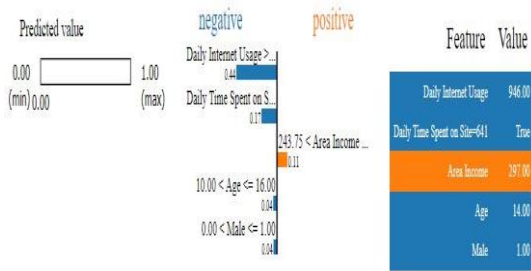 Predicted value
0.00
1.00
(min)
0.00
(max)
negative
positive
Daily Internet Usage >...
0.44
Daily Time Spent on S...
0.17
243.75 < Area Income ...
0.11
10.00 < Age <= 16.00
0.04
0.00 < Male <= 1.00
0.04
Feature Value
Daily Internet Usage 946.00
Daily Time Spent on Site=641 True
Area Income 297.00
Age 14.00
Male 1.00